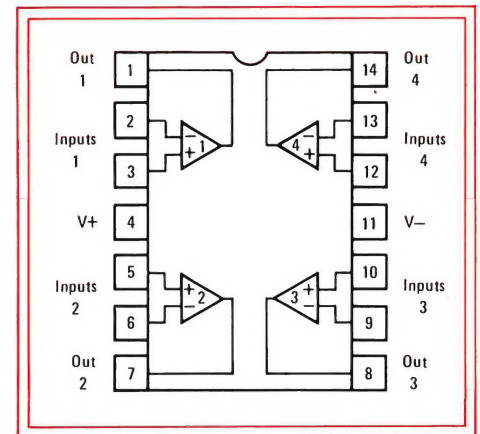 Out 1
1
14
Out 4
2
13
Inputs 1
− + 1
4 − +
Inputs 4
3
12
V+
4
11
V−
5
10
Inputs 2
+ − 2
3 + −
Inputs 3
6
9
Out 2
7
8
Out 3